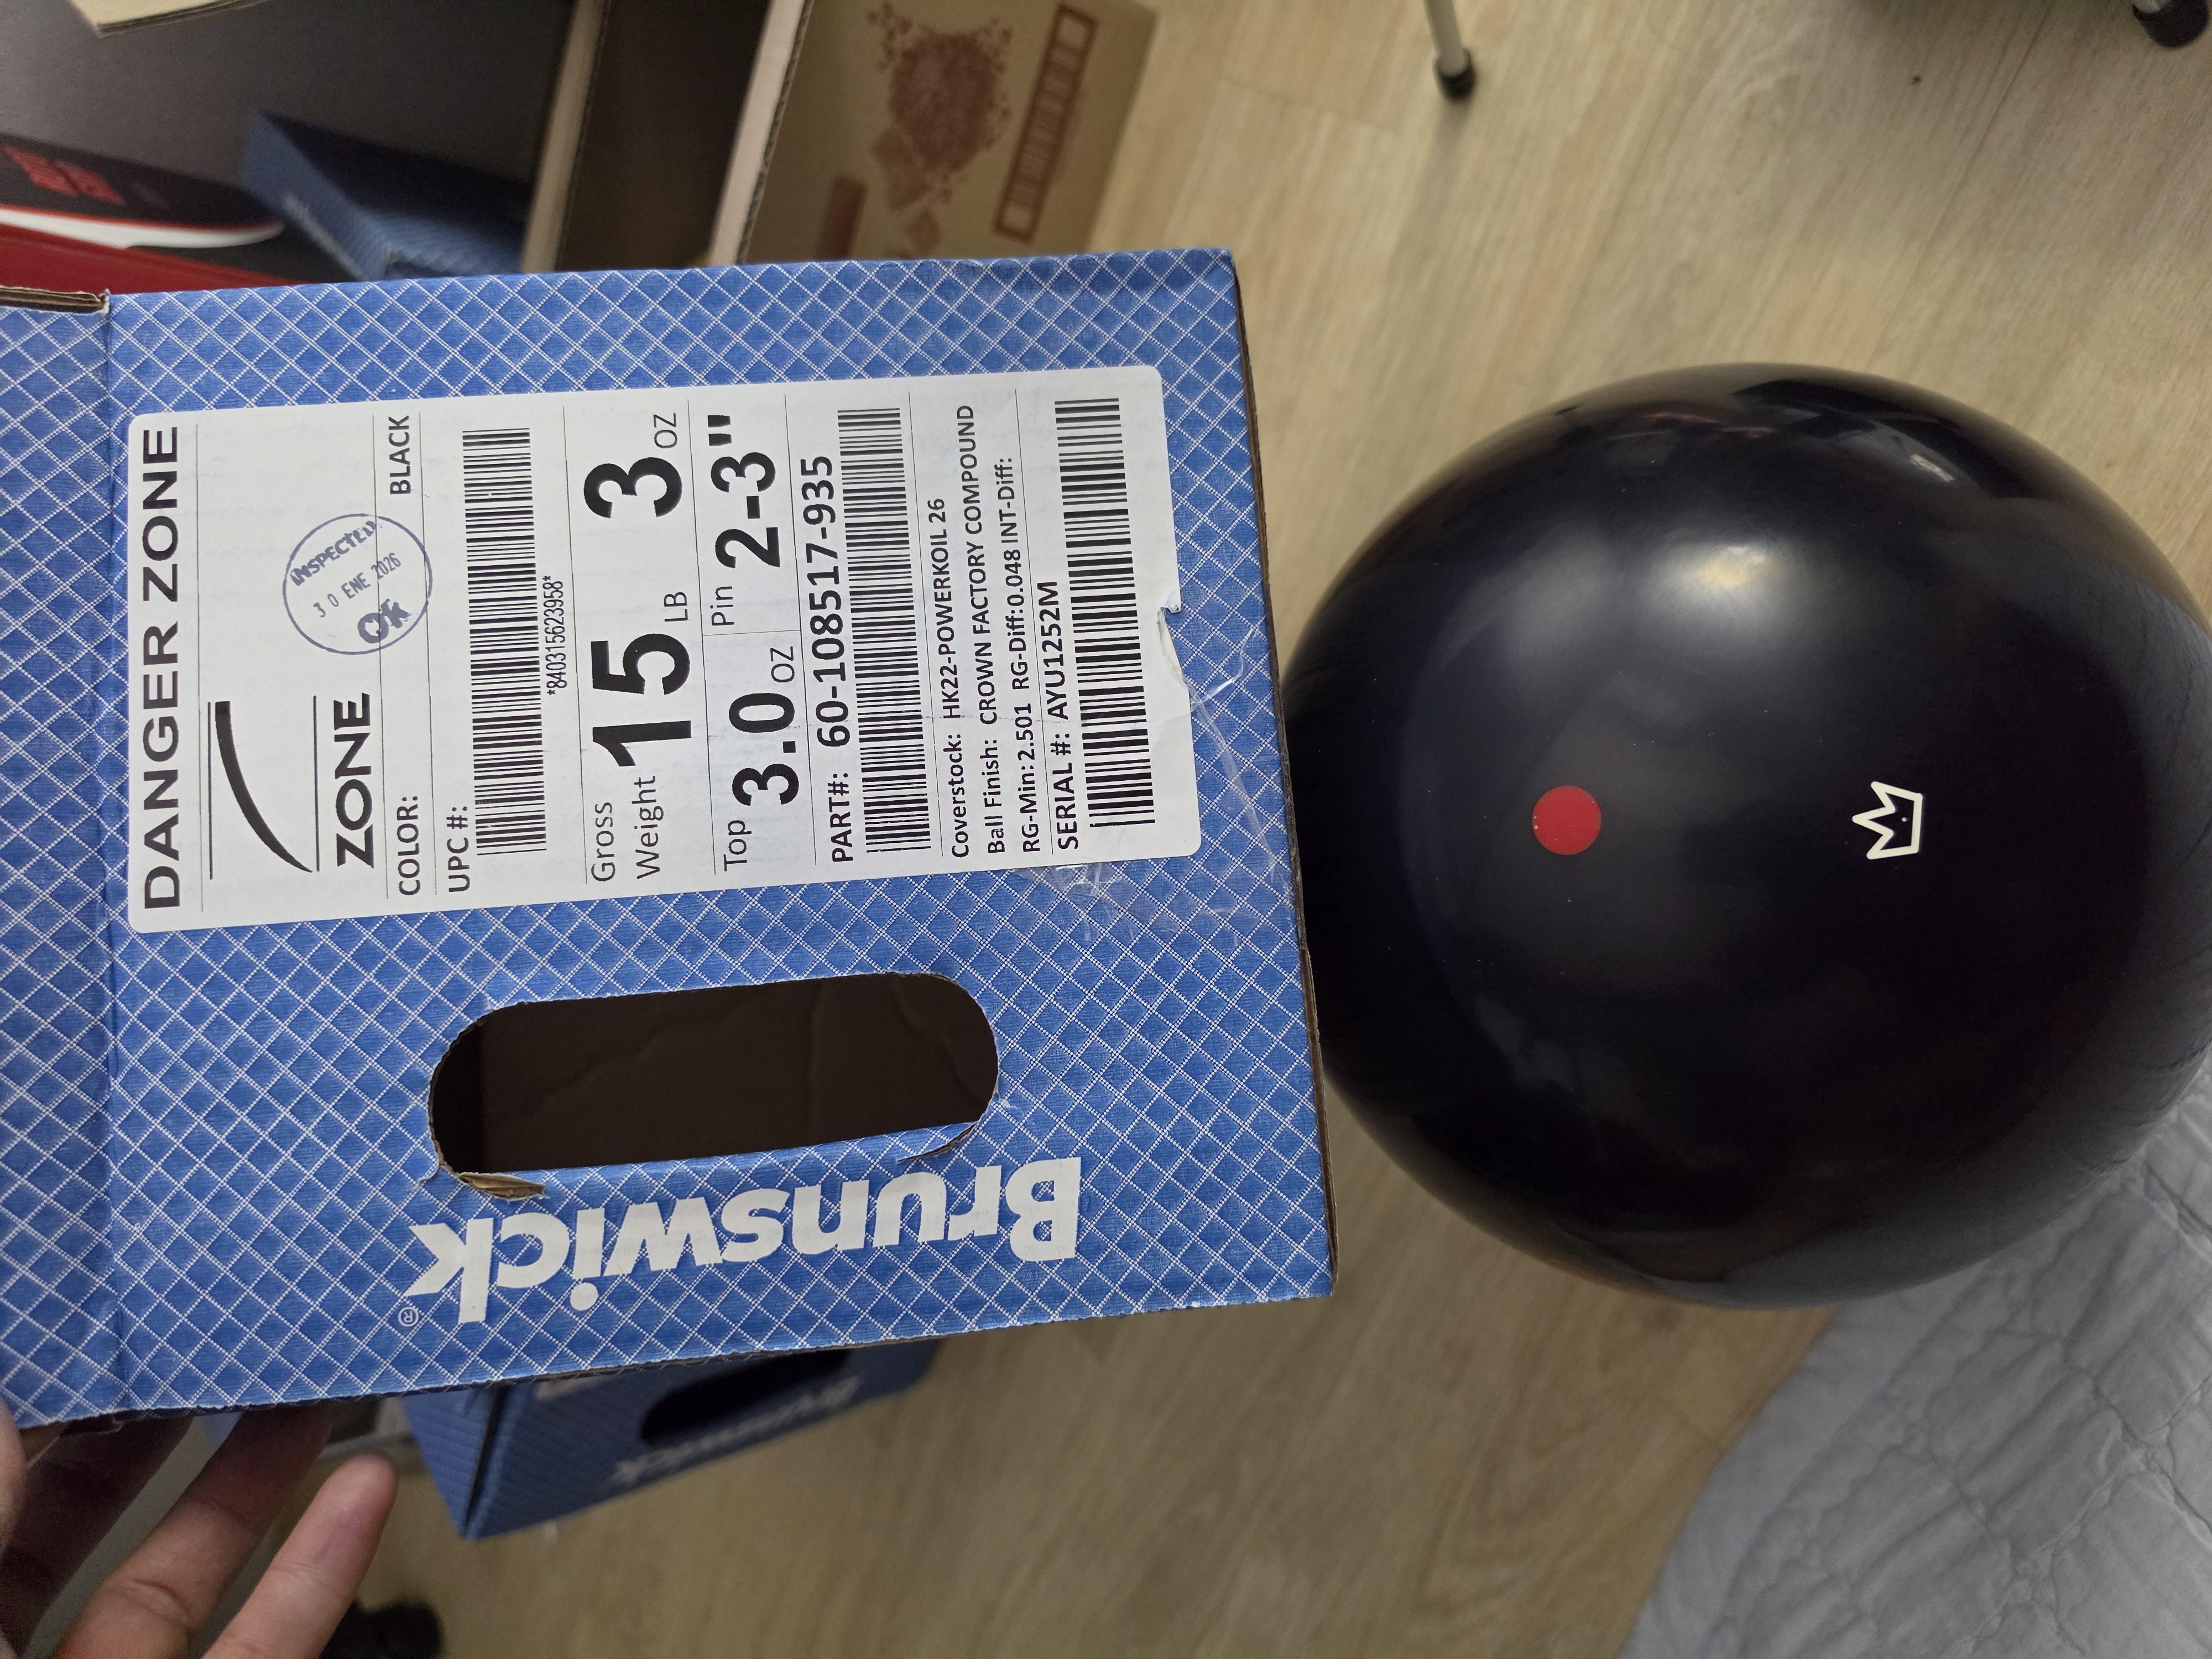 DANGER ZONE
ZONE
INSPECTED
30 ENE 2026
OK
COLOR: BLACK
UPC #:
*840315623958*
Gross Weight 15 LB 3 OZ
Top 3.0 OZ Pin 2-3"
PART#: 60-108517-935
Coverstock: HK22-POWERKOIL 26
Ball Finish: CROWN FACTORY COMPOUND
RG-Min: 2.501 RG-Diff:0.048 INT-Diff:
SERIAL #: AYU1252M
Brunswick®
Brunswick